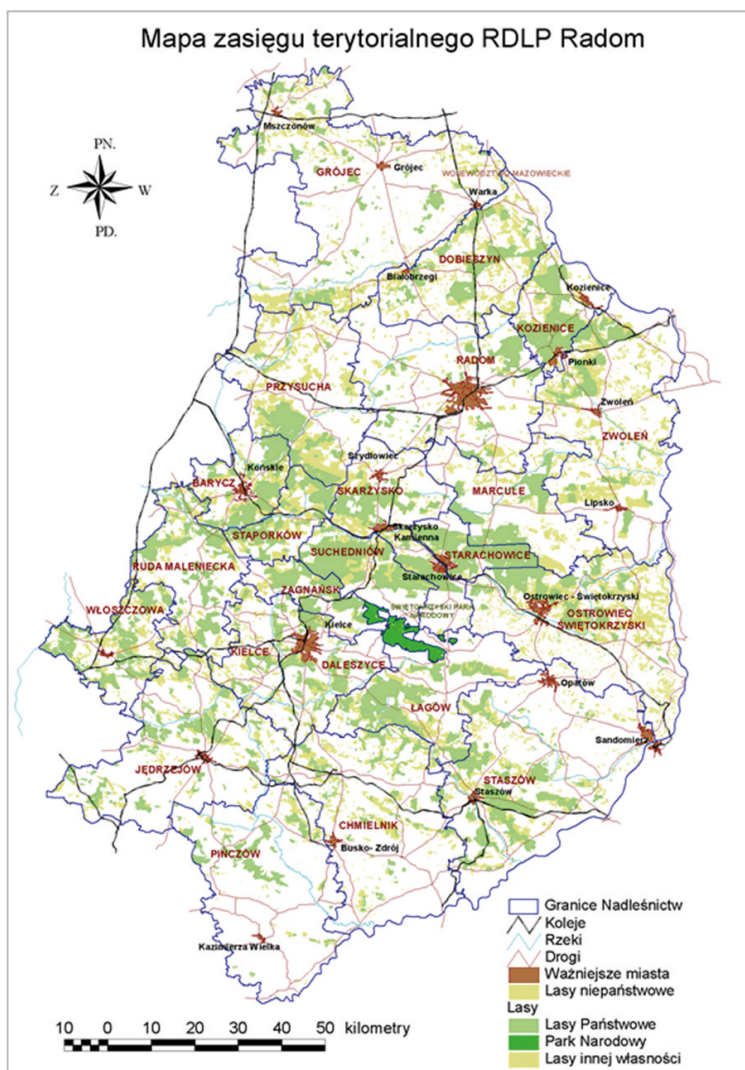 Mapa zasięgu terytorialnego RDLP Radom
PN.
Z W
PD.
Mszczonów
GRÓJEC
Grójec
WOJEWÓDZTWO MAZOWIECKIE
Warka
DOBIESZYN
Białobrzegi
Kozienice
KOZIENICE
RADOM
Pionki
PRZYSUCHA
Zwoleń
ZWOLEŃ
Szydłowiec
Końskie
BARYCZ
SKARŻYSKO
MARCULE
Lipsko
STĄPORKÓW
Skarżysko
Kamienna
SUCHEDNIÓW
STARACHOWICE
RUDA MALENIECKA
Starachowice
ZAGNAŃSK
WŁOSZCZOWA
ŚWIĘTOKRZYSKI PARK
NARODOWY
Ostrowiec - Świętokrzyski
OSTROWIEC
ŚWIĘTOKRZYSKI
Kielce
KIELCE
DALESZYCE
Opatów
ŁAGÓW
Sandomierz
JĘDRZEJÓW
STASZÓW
Staszów
CHMIELNIK
Busko- Zdrój
PIŃCZÓW
Kazimierza Wielka
Granice Nadleśnictw
Koleje
Rzeki
Drogi
Ważniejsze miasta
Lasy niepaństwowe
Lasy
Lasy Państwowe
Park Narodowy
Lasy innej własności
10 0 10 20 30 40 50 kilometry